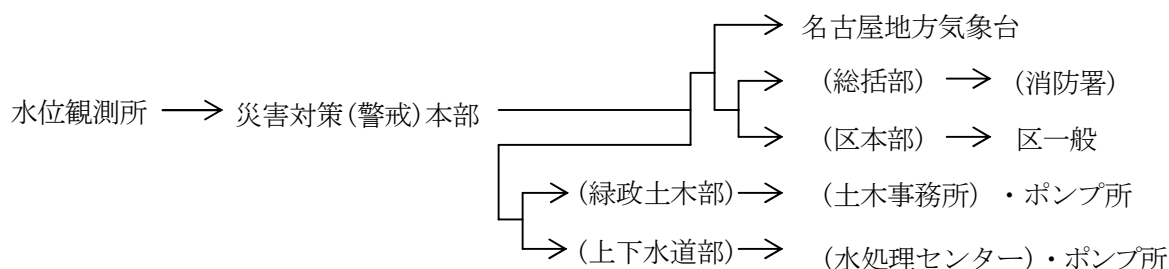 名古屋地方気象台
(総括部) → (消防署)
水位観測所 → 災害対策(警戒)本部
(区本部) → 区一般
(緑政土木部) → (土木事務所)・ポンプ所
(上下水道部) → (水処理センター)・ポンプ所